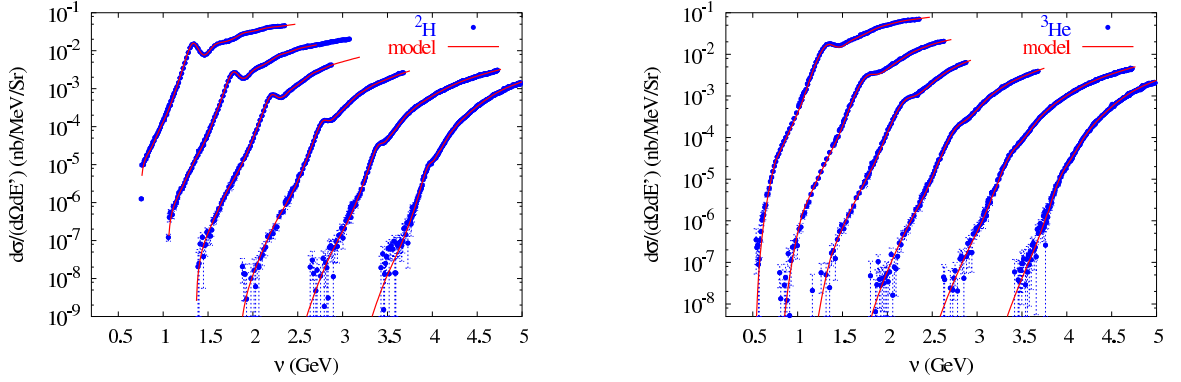 10⁻¹
10⁻²
10⁻³
10⁻⁴
10⁻⁵
10⁻⁶
10⁻⁷
10⁻⁸
10⁻⁹
dσ/(dΩdE') (nb/MeV/Sr)
²H
model
0.5 1 1.5 2 2.5 3 3.5 4 4.5 5
ν (GeV)
10⁻¹
10⁻²
10⁻³
10⁻⁴
10⁻⁵
10⁻⁶
10⁻⁷
10⁻⁸
dσ/(dΩdE') (nb/MeV/Sr)
³He
model
0.5 1 1.5 2 2.5 3 3.5 4 4.5 5
ν (GeV)